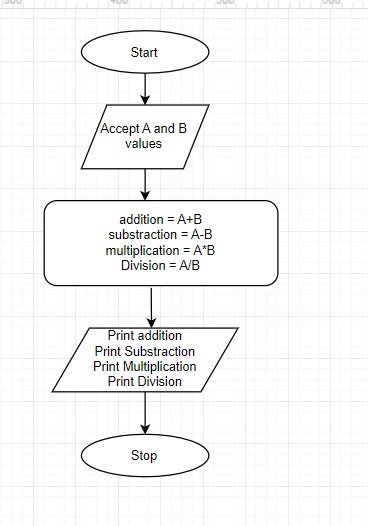 Start
Accept A and B
values
addition = A+B
substraction = A-B
multiplication = A*B
Division = A/B
Print addition
Print Substraction
Print Multiplication
Print Division
Stop